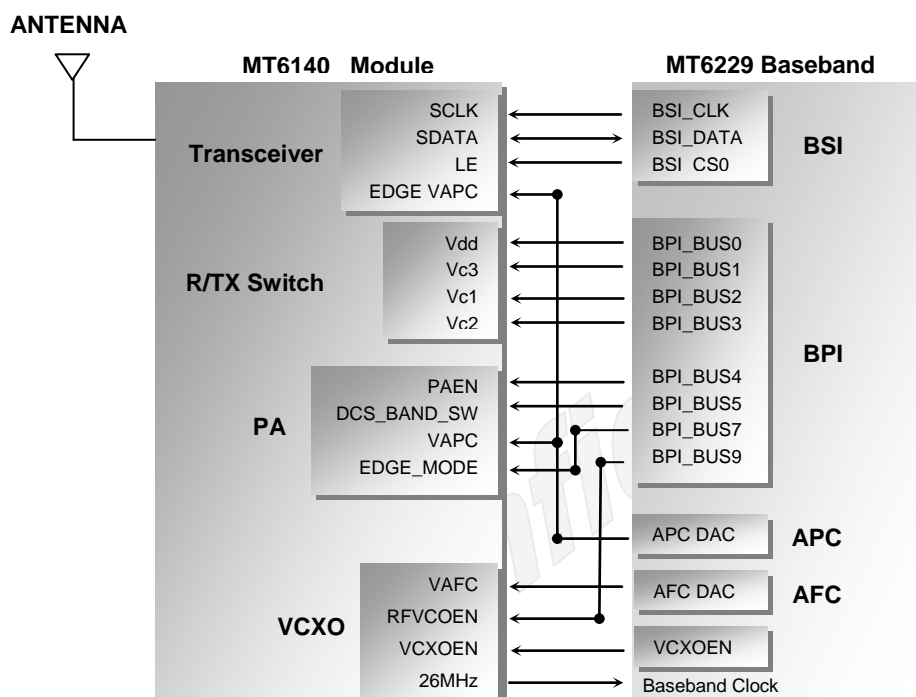 ANTENNA
MT6140 Module
MT6229 Baseband
SCLK
SDATA
LE
EDGE VAPC
Transceiver
BSI_CLK
BSI_DATA
BSI CS0
BSI
Vdd
Vc3
Vc1
Vc2
R/TX Switch
BPI_BUS0
BPI_BUS1
BPI_BUS2
BPI_BUS3
BPI_BUS4
BPI_BUS5
BPI_BUS7
BPI_BUS9
BPI
PAEN
DCS_BAND_SW
VAPC
EDGE_MODE
PA
APC DAC
APC
AFC DAC
AFC
VAFC
RFVCOEN
VCXOEN
26MHz
VCXO
VCXOEN
Baseband Clock